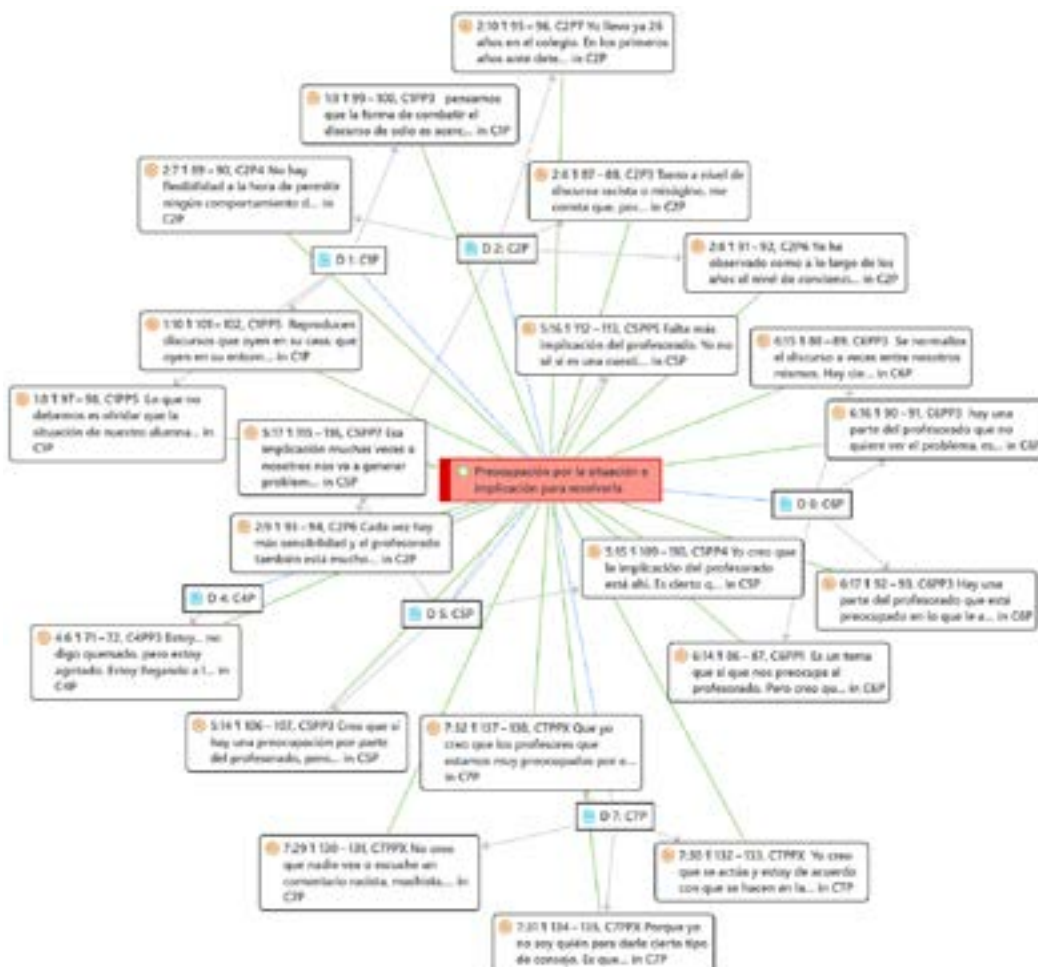 2:10 ¶ 95 – 96, C2P7 Yo llevo ya 26
años en el colegio. En los primeros
años ante dete... in C2P
1:9 ¶ 99 – 100, C1PP3 pensamos
que la forma de combatir el
discurso de odio es acerc... in C1P
2:7 ¶ 89 – 90, C2P4 No hay
flexibilidad a la hora de permitir
ningún comportamiento d... in
C2P
2:6 ¶ 87 – 88, C2P3 Tanto a nivel de
discurso racista o misógino, me
consta que, por... in C2P
D 1: C1P
D 2: C2P
2:8 ¶ 91 – 92, C2P6 Yo he
observado como a lo largo de los
años el nivel de concienci... in C2P
1:10 ¶ 101 – 102, C1PP5 Reproducen
discursos que oyen en su casa; que
oyen en su entorn... in C1P
5:16 ¶ 112 – 113, C5PP5 Falta más
implicación del profesorado. Yo no
sé si es una cuesti... in C5P
6:15 ¶ 88 – 89, C6PP3 Se normaliza
el discurso a veces entre nosotros
mismos. Hay cie... in C6P
1:8 ¶ 97 – 98, C1PP5 Lo que no
debemos es olvidar que la
situación de nuestro alumna... in
C1P
6:16 ¶ 90 – 91, C6PP3 hay una
parte del profesorado que no
quiere ver el problema, es... in C6P
5:17 ¶ 115 – 116, C5PP7 Esa
implicación muchas veces a
nosotros nos va a generar
problem... in C5P
Preocupación por la situación e
implicación para resolverla
D 6: C6P
2:9 ¶ 93 – 94, C2P6 Cada vez hay
más sensibilidad y el profesorado
también está mucho... in C2P
5:15 ¶ 109 – 110, C5PP4 Yo creo que
la implicación del profesorado
está ahí. Es cierto q... in C5P
6:17 ¶ 92 – 93, C6PP3 Hay una
parte del profesorado que está
preocupado en lo que le a... in C6P
D 4: C4P
D 5: C5P
4:6 ¶ 71 – 72, C4PP3 Estoy... no
digo quemado, pero estoy
agotado. Estoy llegando a l... in
C4P
6:14 ¶ 86 – 87, C6PP1 Es un tema
que sí que nos preocupa al
profesorado. Pero creo qu... in C6P
5:14 ¶ 106 – 107, C5PP3 Creo que sí
hay una preocupación por parte
del profesorado, pero... in C5P
7:32 ¶ 137 – 138, C7PPX Que yo
creo que los profesores que
estamos muy preocupados por e...
in C7P
D 7: C7P
7:29 ¶ 130 – 131, C7PPX No creo
que nadie vea o escuche un
comentario racista, machista,... in
C7P
7:30 ¶ 132 – 133, C7PPX Yo creo
que se actúa y estoy de acuerdo
con que se hacen en la... in C7P
7:31 ¶ 134 – 135, C7PPX Porque yo
no soy quién para darle cierto tipo
de consejo. Es que... in C7P